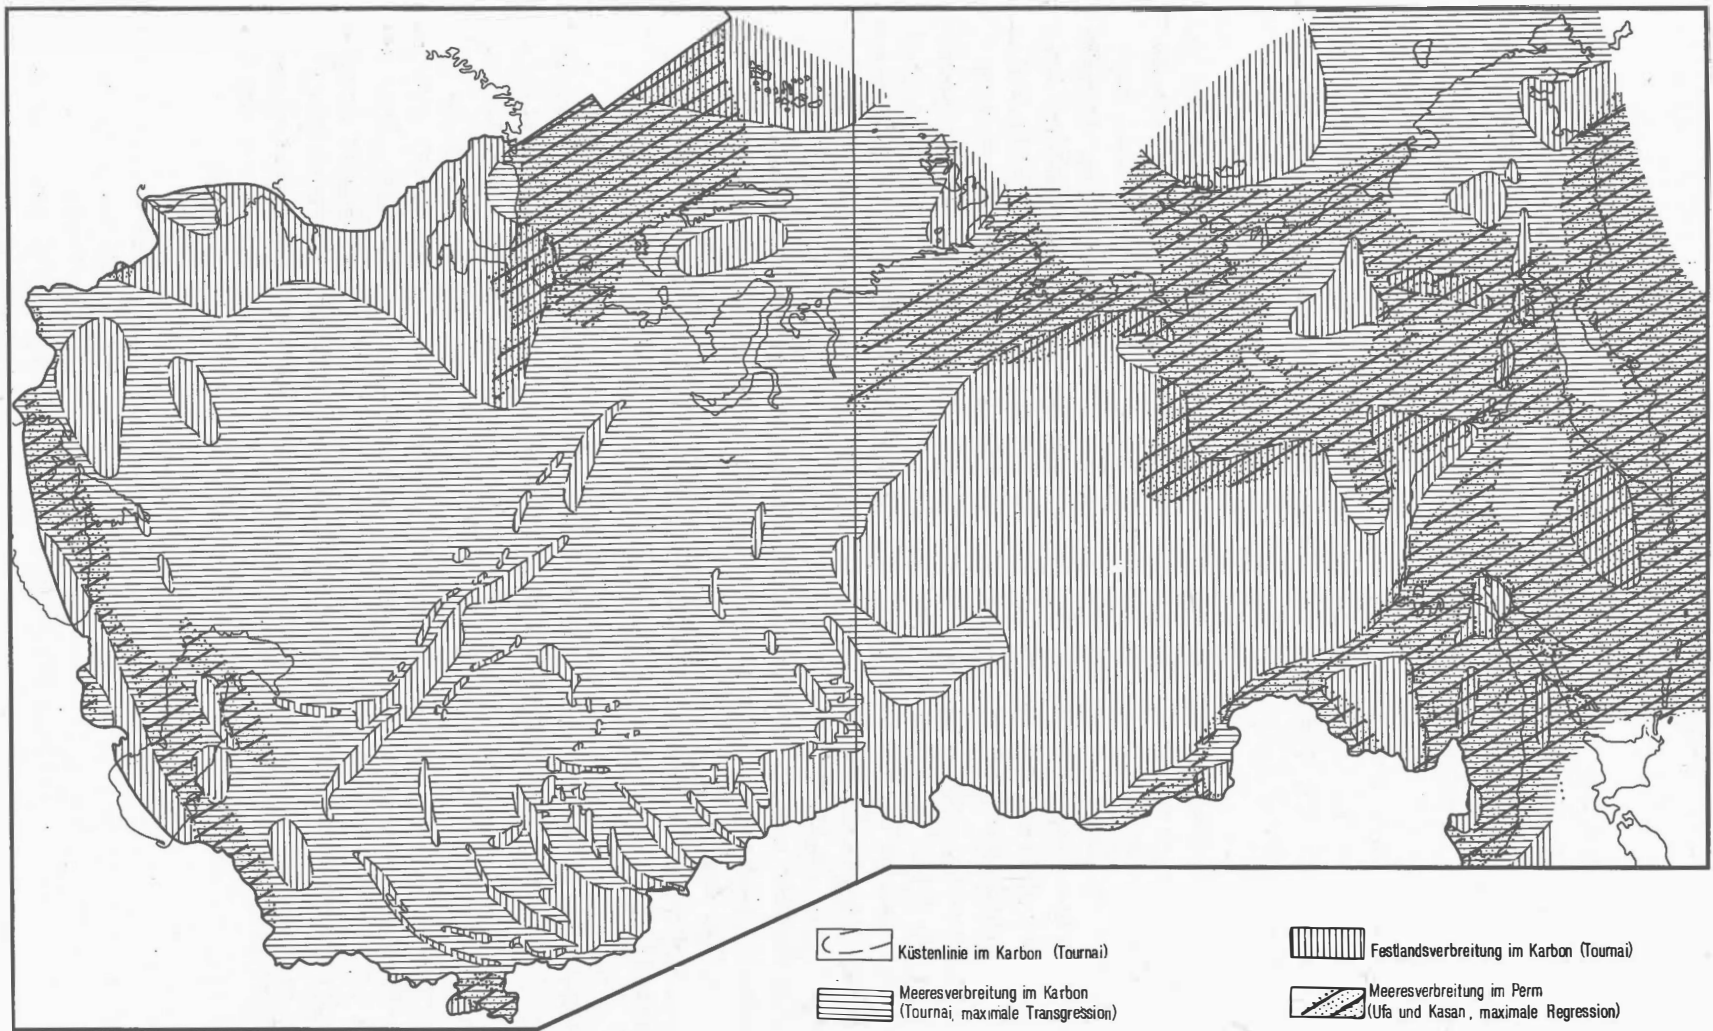 Küstenlinie im Karbon (Tournai)
Meeresverbreitung im Karbon
(Tournai, maximale Transgression)
Festlandsverbreitung im Karbon (Tournai)
Meeresverbreitung im Perm
(Ufa und Kasan, maximale Regression)